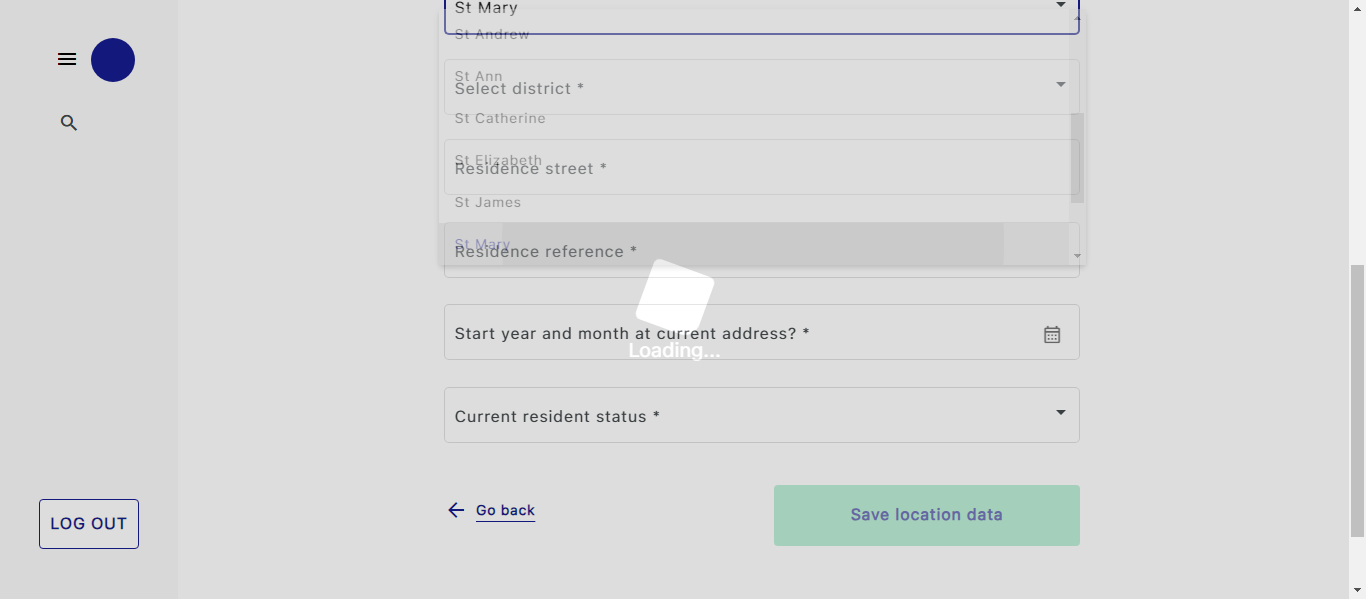 St Mary
St Andrew
St Ann
Select district *
St Catherine
St Elizabeth
Residence street *
St James
St Mary
Residence reference *
Start year and month at current address? *
Loading...
Current resident status *
Go back
Save location data
LOG OUT